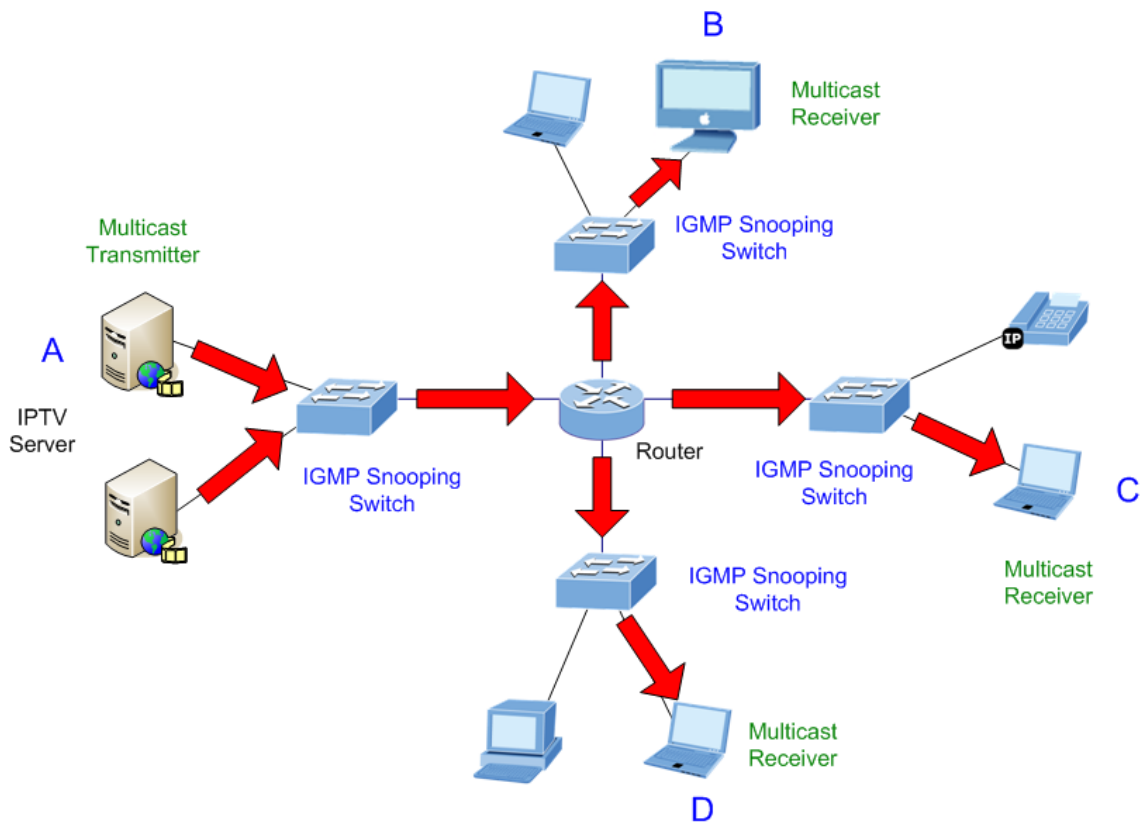 B
Multicast
Receiver
IGMP Snooping
Switch
Multicast
Transmitter
A
IPTV
Server
IGMP Snooping
Switch
Router
IP
IGMP Snooping
Switch
C
Multicast
Receiver
IGMP Snooping
Switch
Multicast
Receiver
D